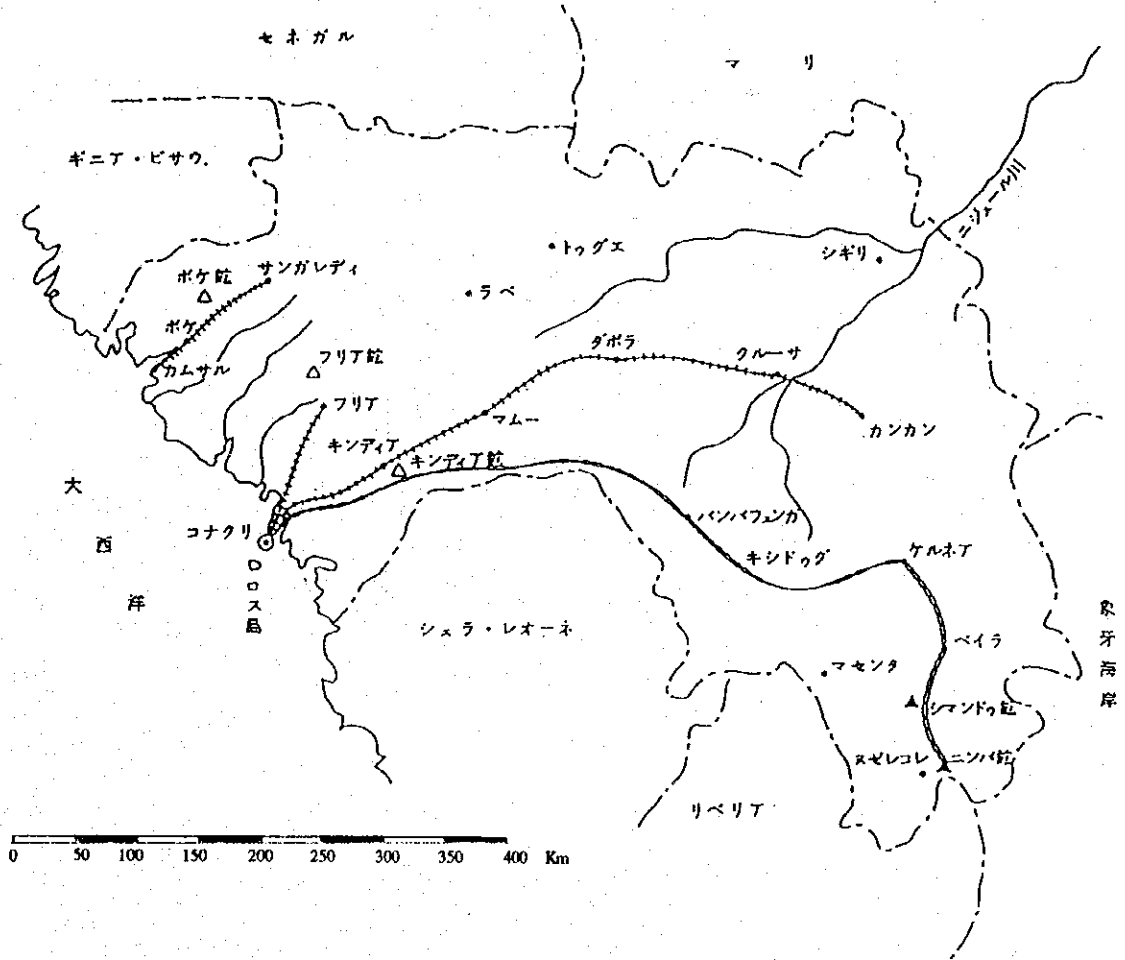 セネガル
マリ
ギニア・ビサウ.
ニジェール川
トゥグエ
シギリ
ボケ鉱
サンガレディ
ラベ
ボケ
ダボラ
クルーサ
カムサル
フリア鉱
フリア
マムー
カンカン
キンディア
キンディア鉱
大西洋
バンバフェンガ
コナクリ
キシドゥグ
ケルネア
ロロス島
シェラ・レオーネ
ベイラ
象牙海岸
マセンタ
シマンドゥ鉱
ヌゼレコレ
ニンバ鉱
リベリア
0 50 100 150 200 250 300 350 400 Km